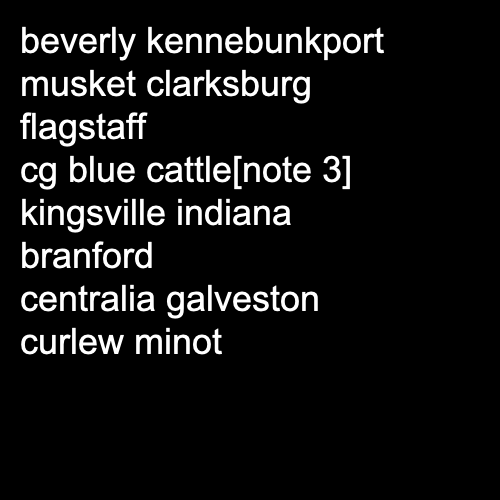 beverly kennebunkport
musket clarksburg
flagstaff
cg blue cattle[note 3]
kingsville indiana
branford
centralia galveston
curlew minot